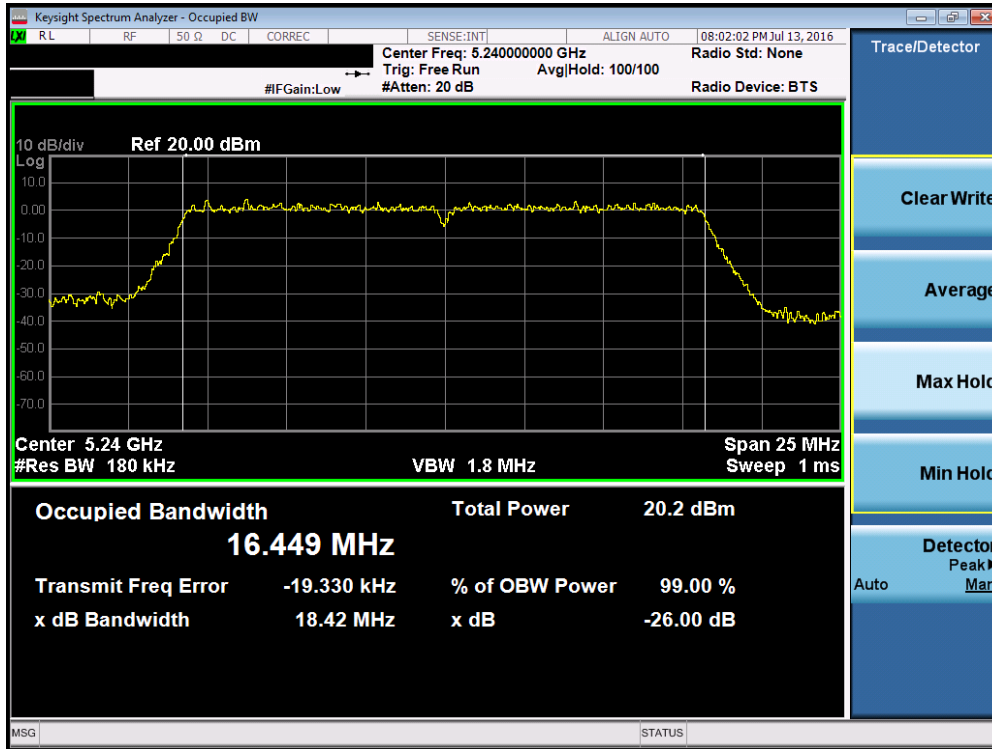 Keysight Spectrum Analyzer - Occupied BW
LXI RL RF 50 Ω DC CORREC SENSE:INT ALIGN AUTO 08:02:02 PM Jul 13, 2016
Center Freq: 5.240000000 GHz Radio Std: None
Trig: Free Run Avg|Hold: 100/100
#IFGain:Low #Atten: 20 dB Radio Device: BTS
10 dB/div Ref 20.00 dBm
Log
10.0
0.00
-10.0
-20.0
-30.0
-40.0
-50.0
-60.0
-70.0
Center 5.24 GHz Span 25 MHz
#Res BW 180 kHz VBW 1.8 MHz Sweep 1 ms
Occupied Bandwidth Total Power 20.2 dBm
16.449 MHz
Transmit Freq Error -19.330 kHz % of OBW Power 99.00 %
x dB Bandwidth 18.42 MHz x dB -26.00 dB
MSG STATUS
Trace/Detector
Clear Write
Average
Max Hold
Min Hold
Detector
Peak
Auto Man